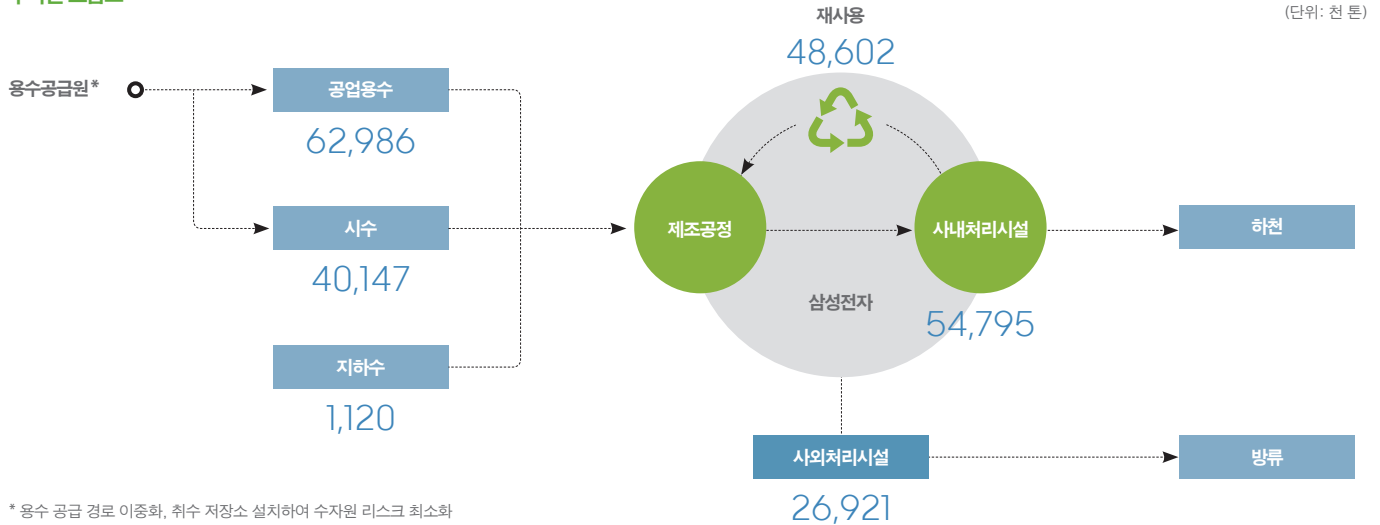 (단위: 천 톤)
재사용
48,602
용수공급원*
공업용수
62,986
시수
40,147
지하수
1,120
제조공정
사내처리시설
54,795
삼성전자
하천
사외처리시설
26,921
방류
* 용수 공급 경로 이중화, 취수 저장소 설치하여 수자원 리스크 최소화